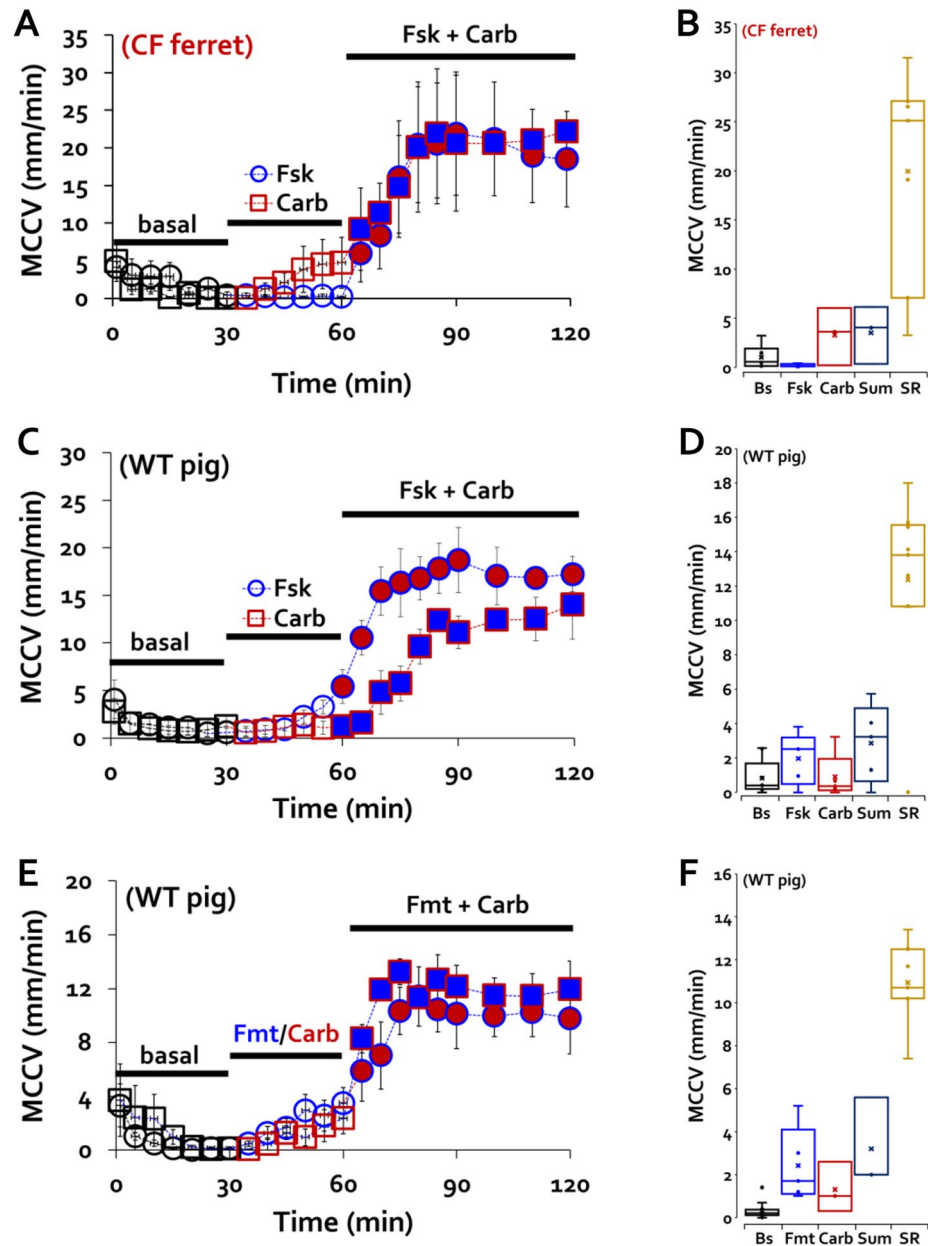 A
(CF ferret)
Fsk + Carb
MCCV (mm/min)
35
30
25
20
15
10
5
0
Fsk
Carb
basal
0
30
60
90
120
Time (min)
B
(CF ferret)
MCCV (mm/min)
35
30
25
20
15
10
5
0
Bs Fsk Carb Sum SR
C
(WT pig)
Fsk + Carb
MCCV (mm/min)
30
25
20
15
10
5
0
Fsk
Carb
basal
0
30
60
90
120
Time (min)
D
(WT pig)
MCCV (mm/min)
20
18
16
14
12
10
8
6
4
2
0
Bs Fsk Carb Sum SR
E
(WT pig)
Fmt + Carb
MCCV (mm/min)
20
16
12
8
4
0
Fmt/Carb
basal
0
30
60
90
120
Time (min)
F
(WT pig)
MCCV (mm/min)
16
14
12
10
8
6
4
2
0
Bs Fmt Carb Sum SR